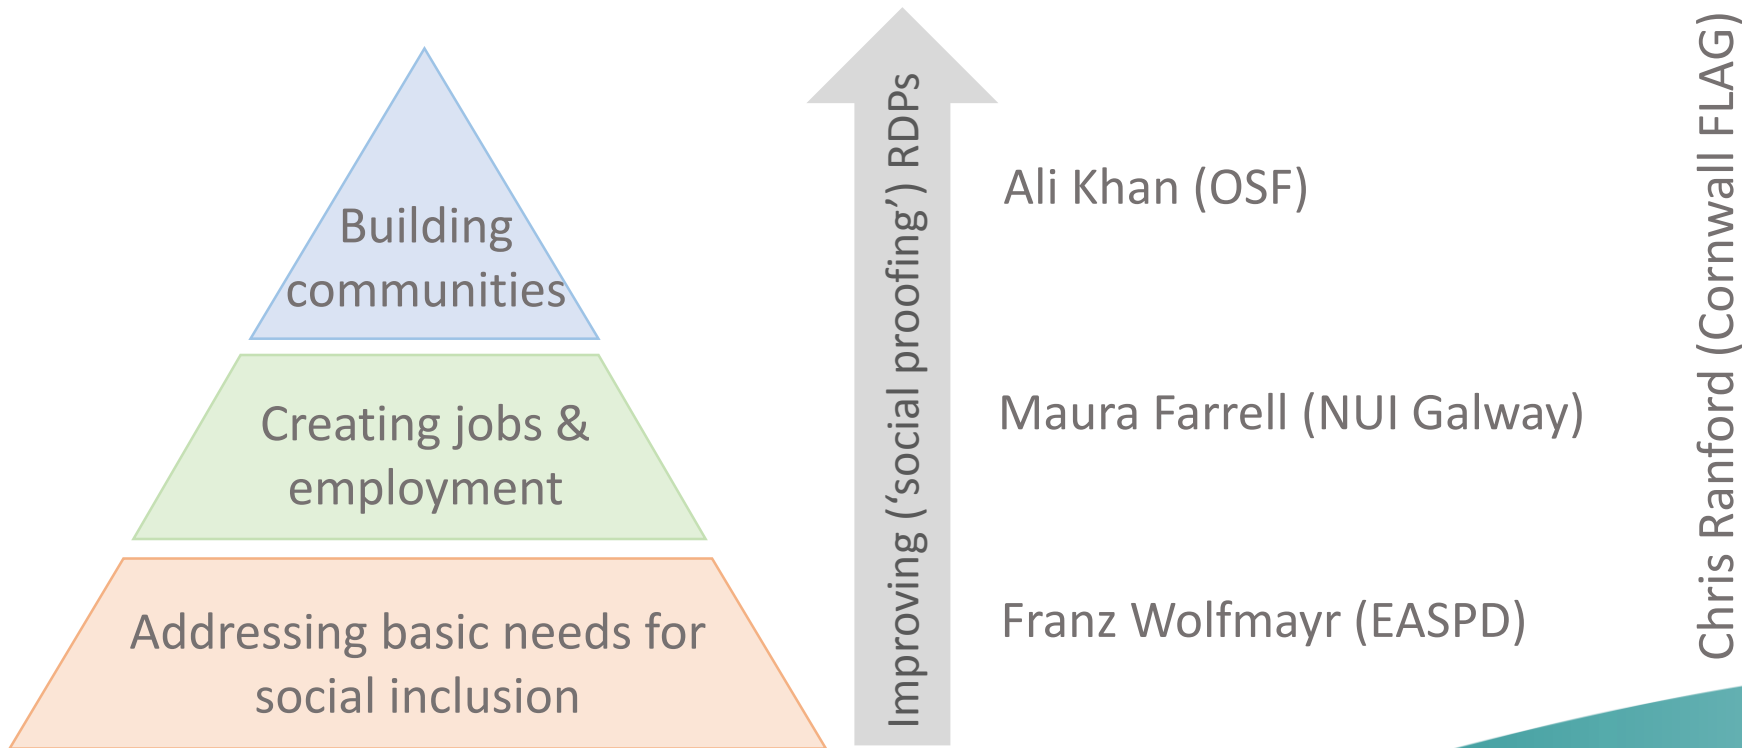 Building
communities
Creating jobs &
employment
Addressing basic needs for
social inclusion
Improving (‘social proofing’) RDPs
Ali Khan (OSF)
Maura Farrell (NUI Galway)
Franz Wolfmayr (EASPD)
Chris Ranford (Cornwall FLAG)